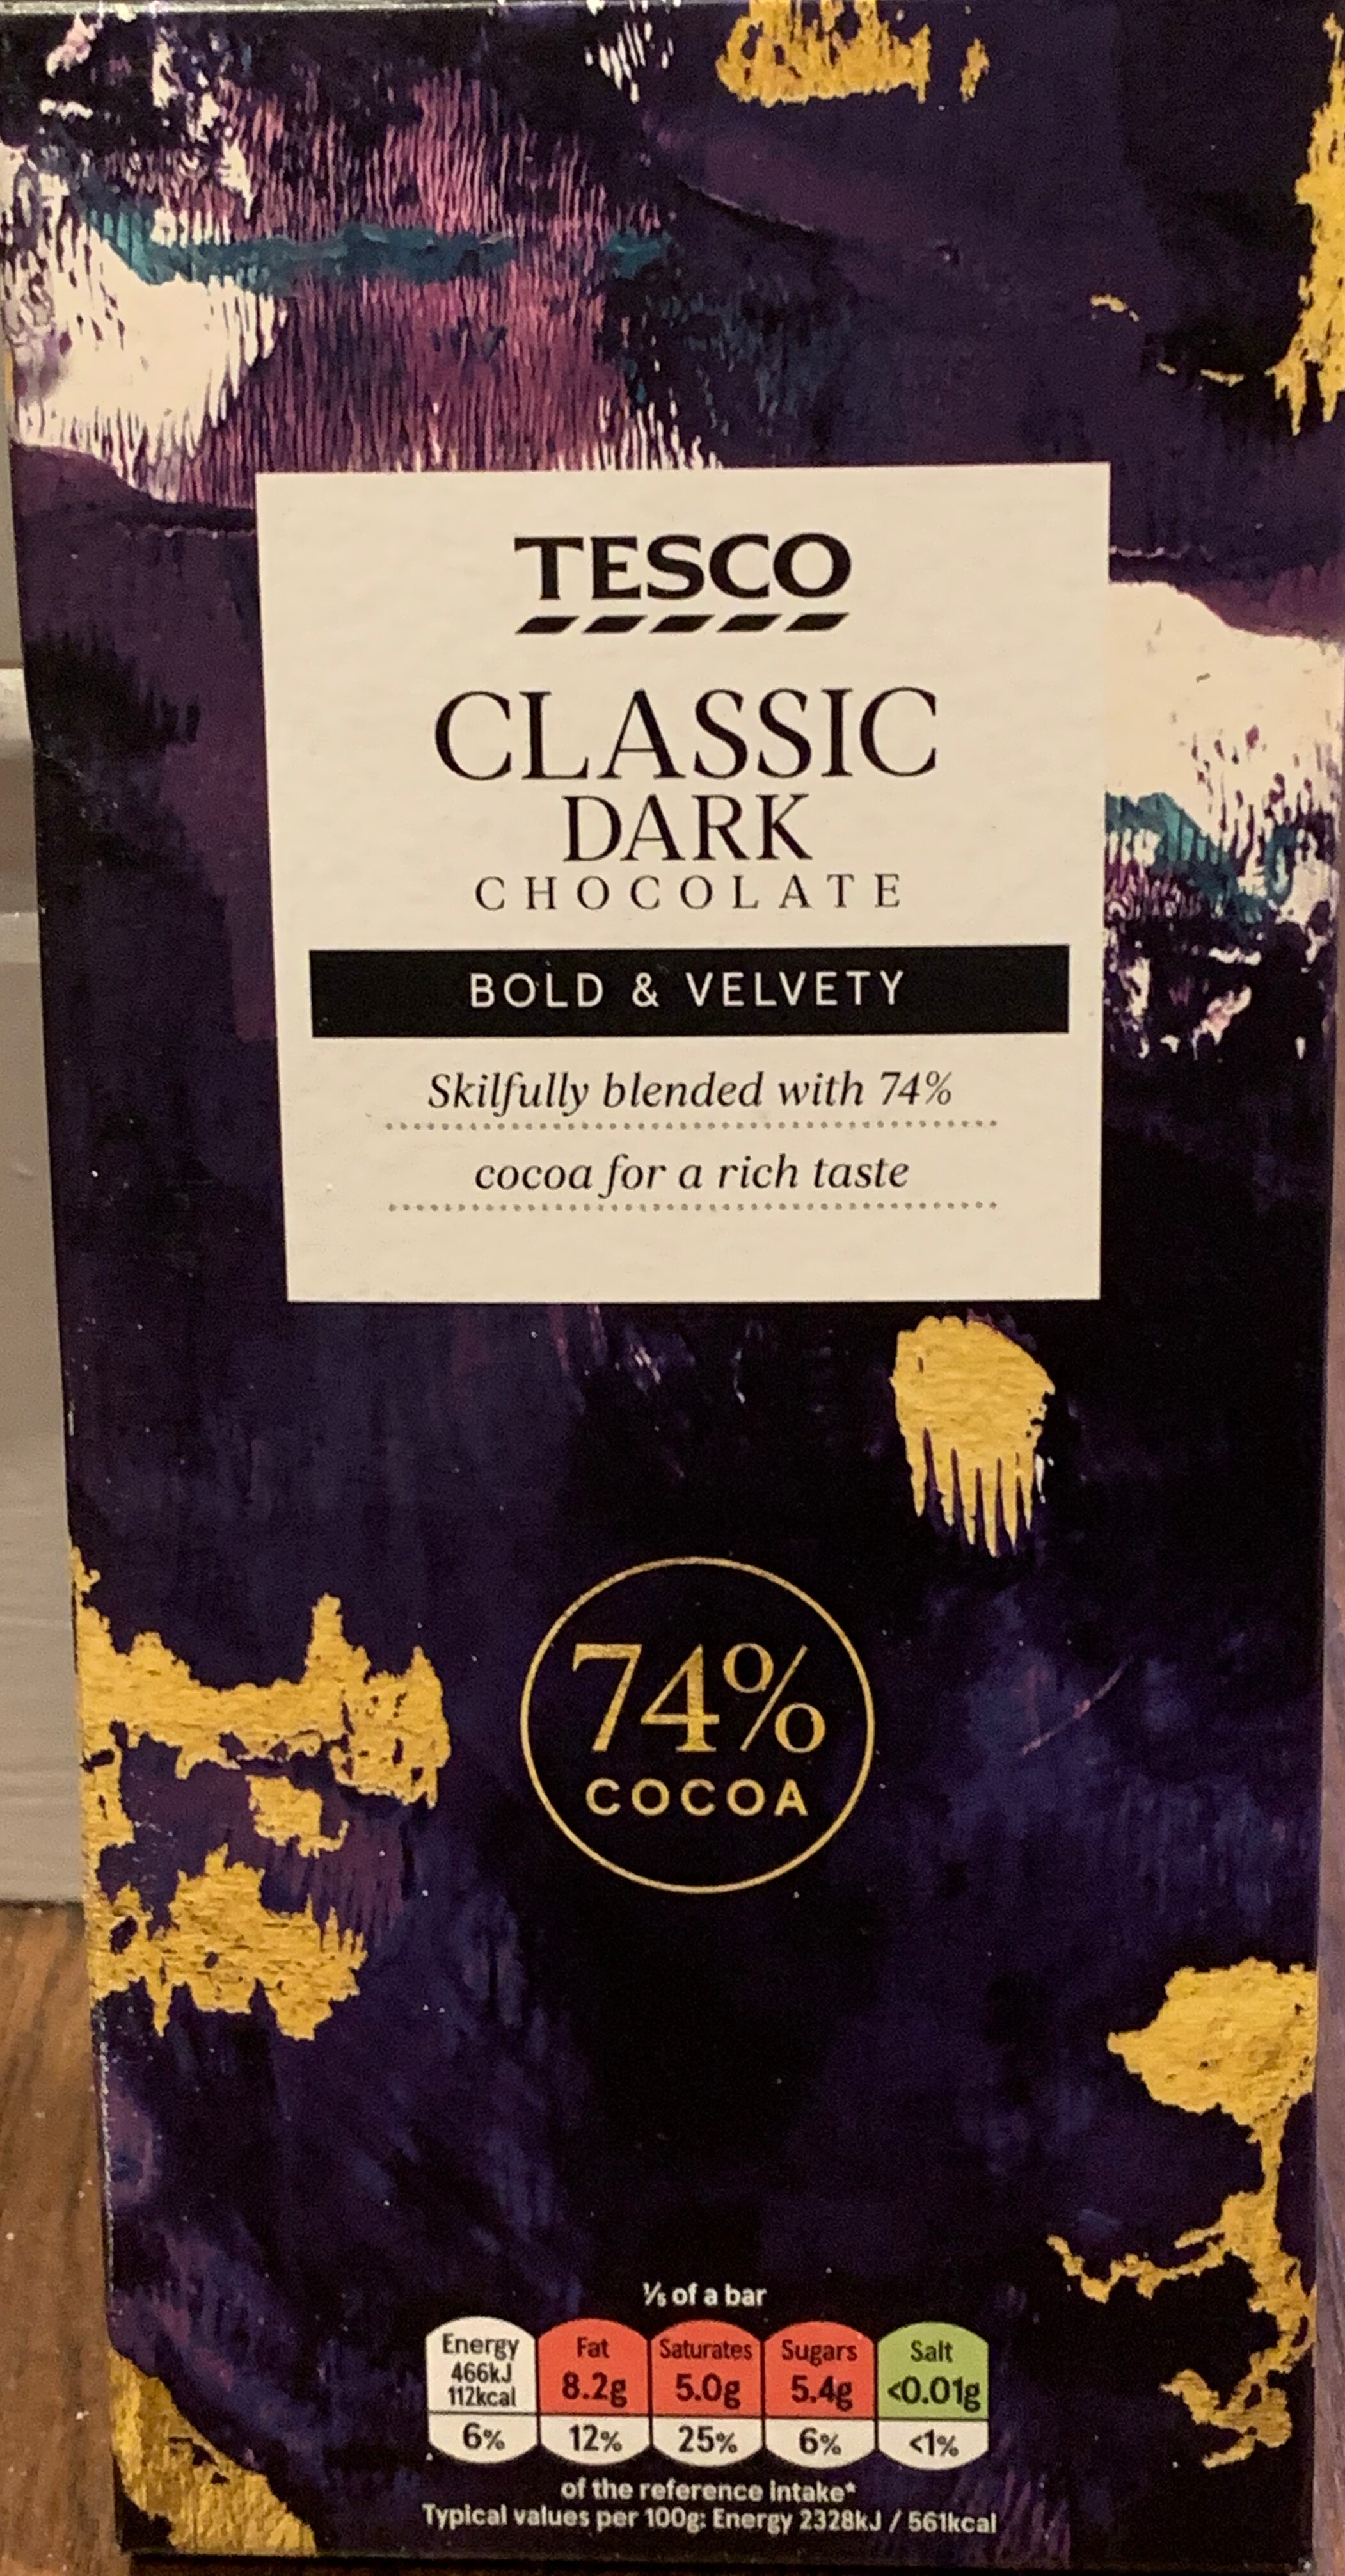 TESCO
CLASSIC
DARK
CHOCOLATE
BOLD & VELVETY
Skilfully blended with 74%
cocoa for a rich taste
74%
COCOA
⅕ of a bar
Energy Fat Saturates Sugars Salt
466kJ
112kcal 8.2g 5.0g 5.4g <0.01g
6% 12% 25% 6% <1%
of the reference intake*
Typical values per 100g: Energy 2328kJ / 561kcal